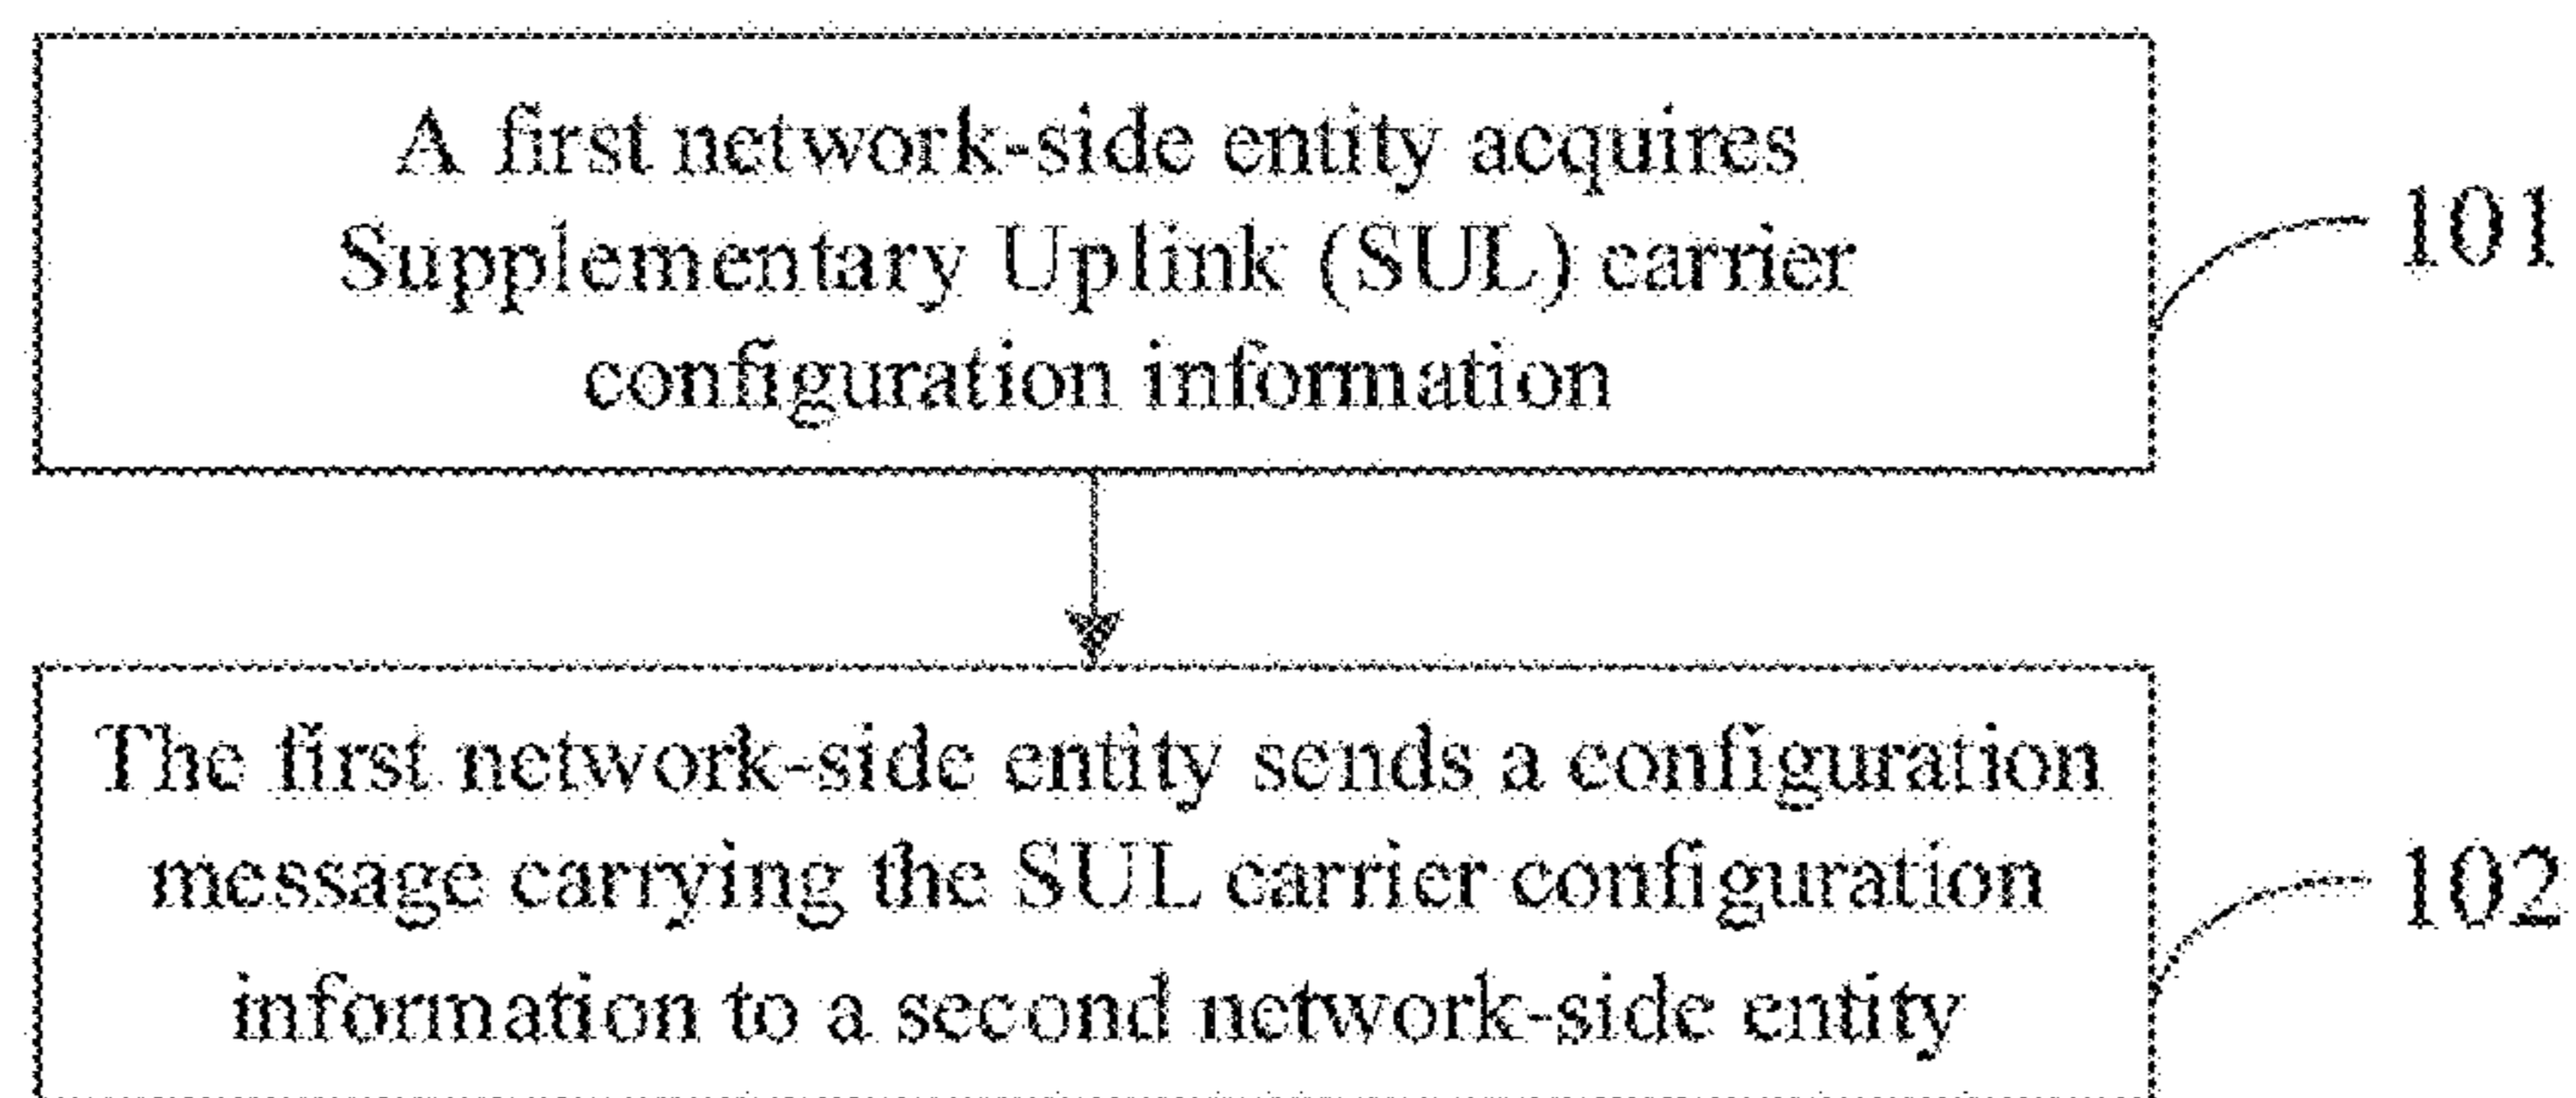 A first network-side entity acquires
Supplementary Uplink (SUL) carrier
configuration information
101
The first network-side entity sends a configuration
message carrying the SUL carrier configuration
information to a second network-side entity
102